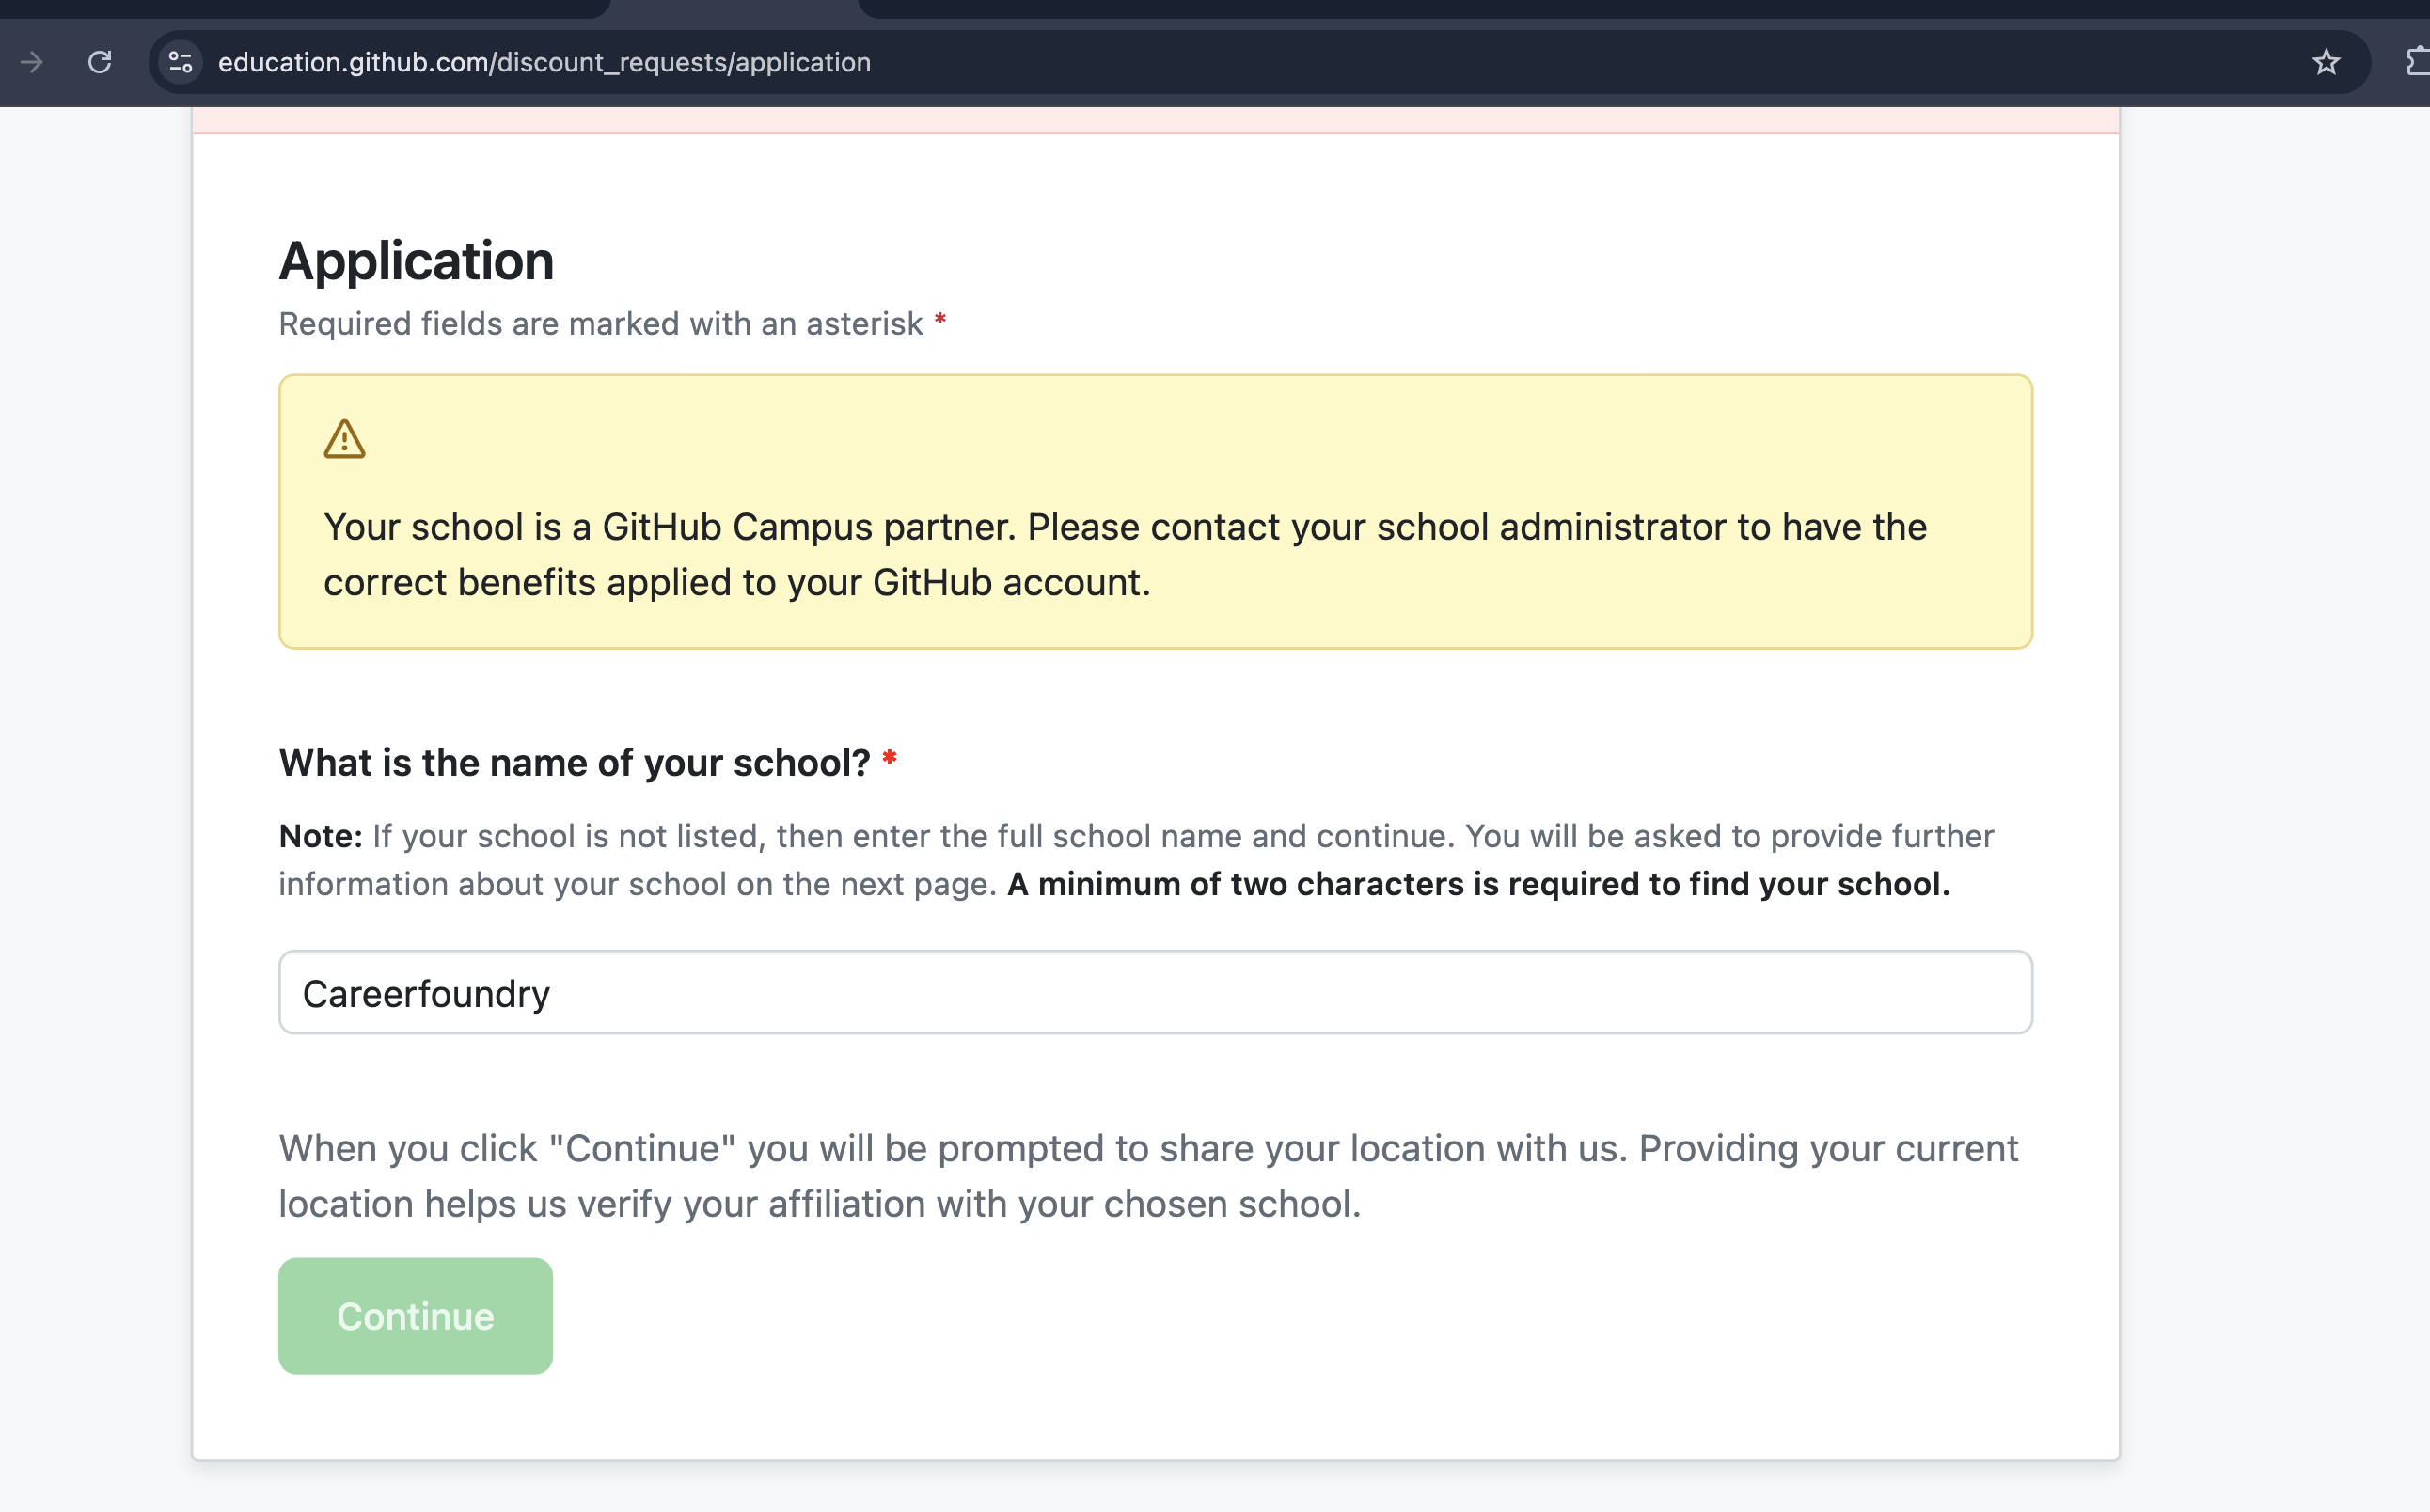 education.github.com/discount_requests/application
Application
Required fields are marked with an asterisk *
Your school is a GitHub Campus partner. Please contact your school administrator to have the
correct benefits applied to your GitHub account.
What is the name of your school? *
Note: If your school is not listed, then enter the full school name and continue. You will be asked to provide further
information about your school on the next page. A minimum of two characters is required to find your school.
Careerfoundry
When you click "Continue" you will be prompted to share your location with us. Providing your current
location helps us verify your affiliation with your chosen school.
Continue